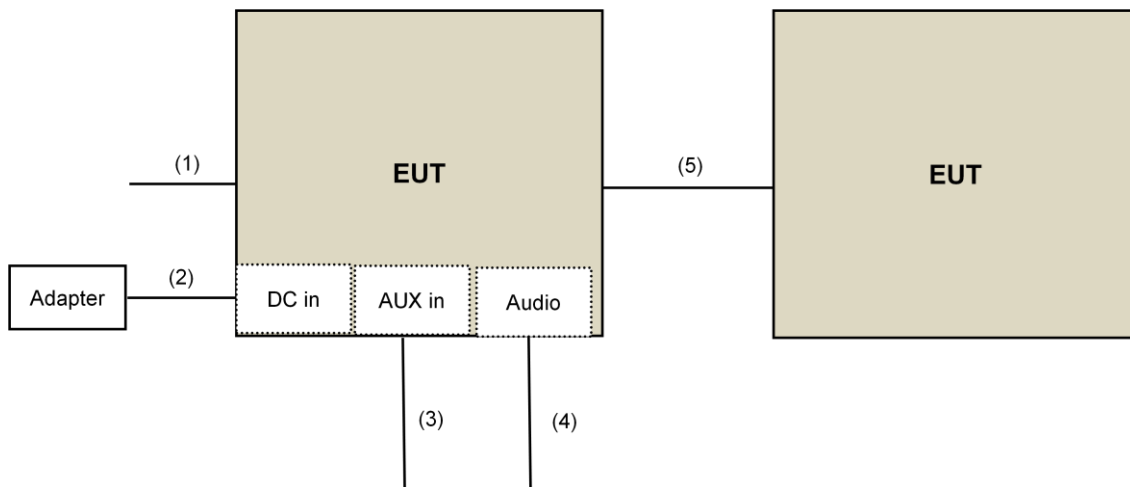 (1)
EUT
(5)
EUT
Adapter
(2)
DC in
AUX in
Audio
(3)
(4)